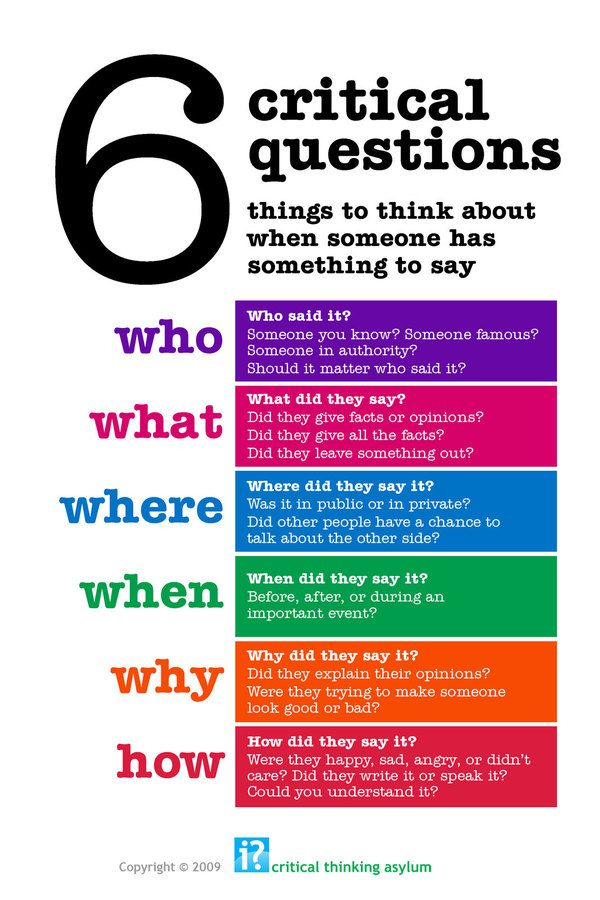 6
critical
questions
things to think about
when someone has
something to say
who
Who said it?
Someone you know? Someone famous?
Someone in authority?
Should it matter who said it?
what
What did they say?
Did they give facts or opinions?
Did they give all the facts?
Did they leave something out?
where
Where did they say it?
Was it in public or in private?
Did other people have a chance to
talk about the other side?
when
When did they say it?
Before, after, or during an
important event?
why
Why did they say it?
Did they explain their opinions?
Were they trying to make someone
look good or bad?
how
How did they say it?
Were they happy, sad, angry, or didn't
care? Did they write it or speak it?
Could you understand it?
Copyright © 2009 i? critical thinking asylum